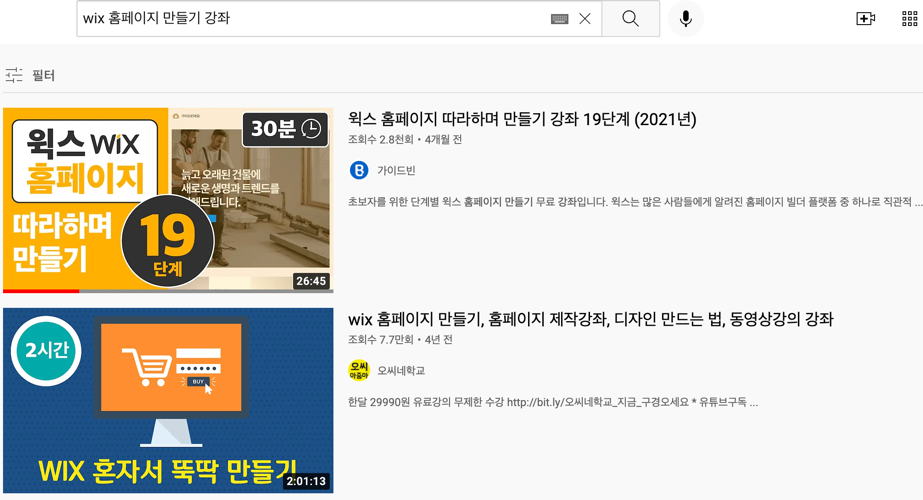 wix 홈페이지 만들기 강좌
필터
윅스 WiX
홈페이지
따라하며
만들기
19
단계
30분
늙고 오래된 건물에
새로운 생명과 트렌드를
해드립니다.
26:45
윅스 홈페이지 따라하며 만들기 강좌 19단계 (2021년)
조회수 2.8천회 • 4개월 전
B 가이드빈
초보자를 위한 단계별 윅스 홈페이지 만들기 무료 강좌입니다. 윅스는 많은 사람들에게 알려진 홈페이지 빌더 플랫폼 중 하나로 직관적 ...
2시간
BUY
WIX 혼자서 뚝딱 만들기
2:01:13
wix 홈페이지 만들기, 홈페이지 제작강좌, 디자인 만드는 법, 동영상강의 강좌
조회수 7.7만회 • 4년 전
오씨
아줌마
오씨네학교
한달 29990원 유료강의 무제한 수강 http://bit.ly/오씨네학교_지금_구경오세요 * 유튜브구독 ...